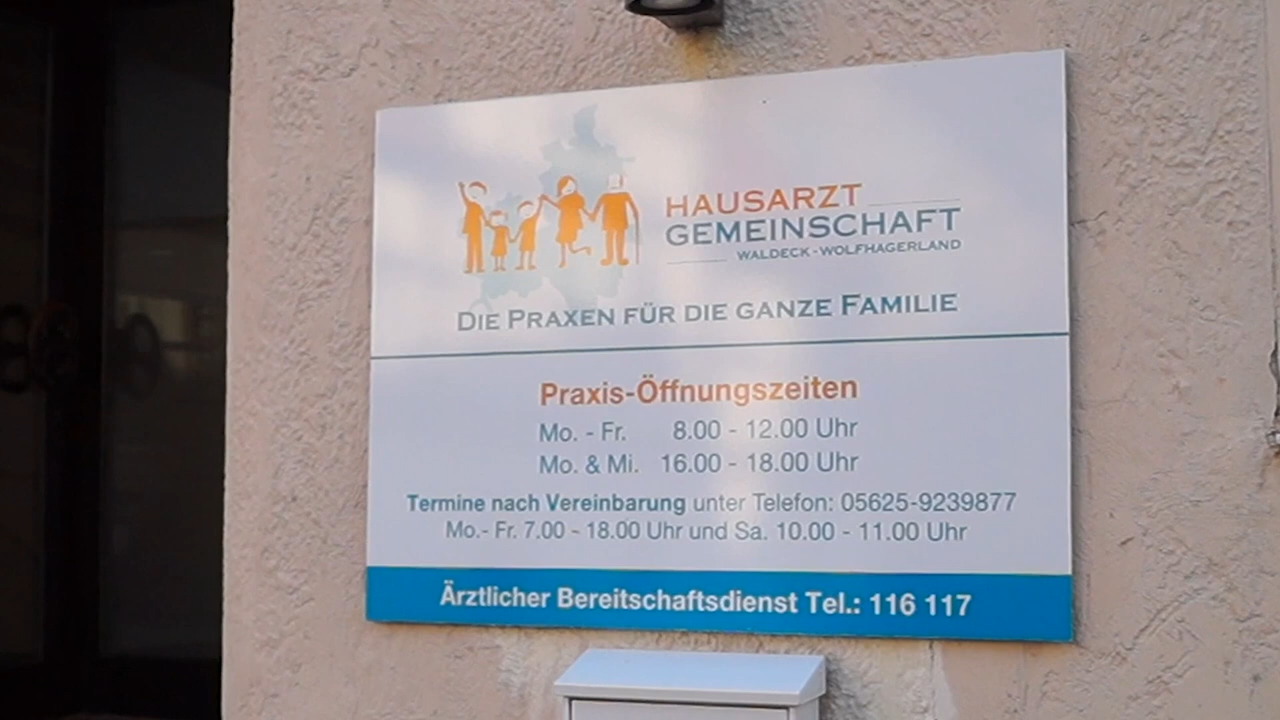 HAUSARZT
GEMEINSCHAFT
WALDECK-WOLFHAGERLAND
DIE PRAXEN FÜR DIE GANZE FAMILIE
Praxis-Öffnungszeiten
Mo. - Fr. 8.00 - 12.00 Uhr
Mo. & Mi. 16.00 - 18.00 Uhr
Termine nach Vereinbarung unter Telefon: 05625-9239877
Mo.- Fr. 7.00 - 18.00 Uhr und Sa. 10.00 - 11.00 Uhr
Ärztlicher Bereitschaftsdienst Tel.: 116 117